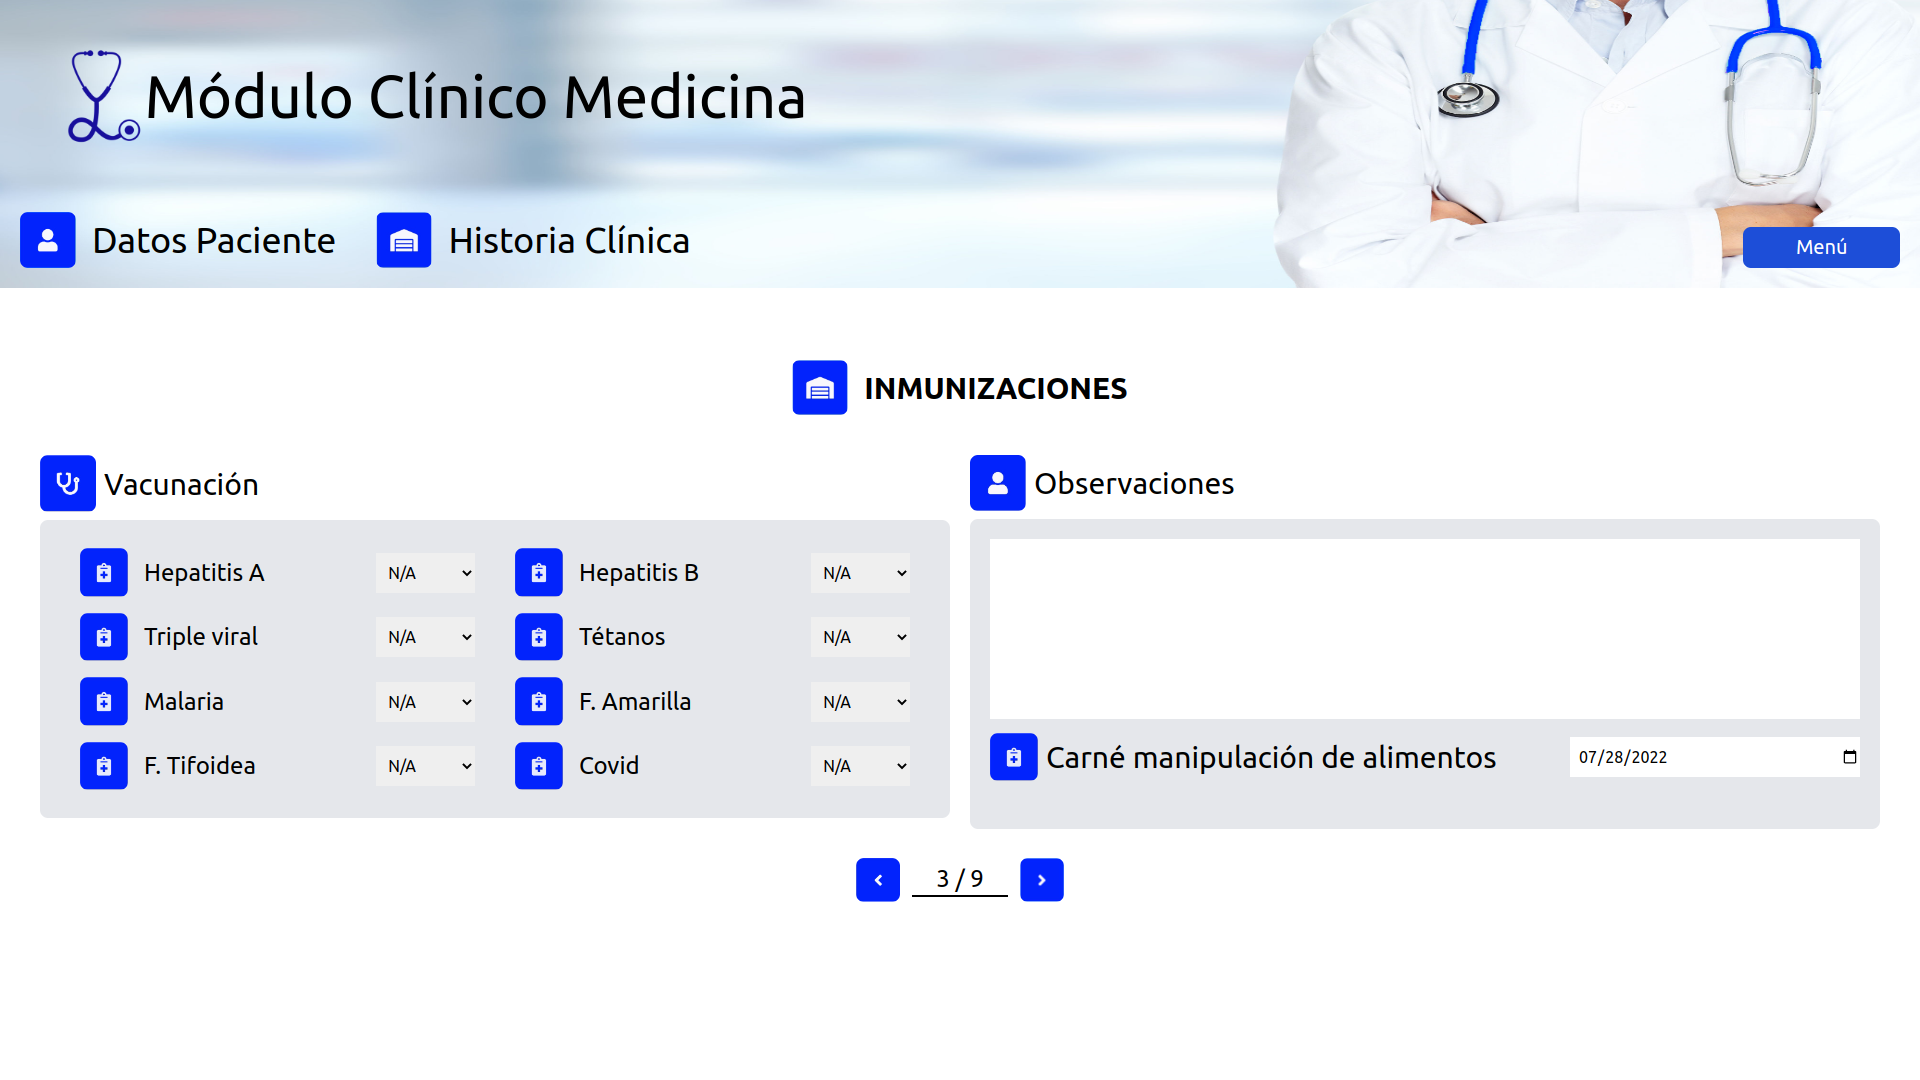 Módulo Clínico Medicina
Datos Paciente
Historia Clínica
Menú
INMUNIZACIONES
Vacunación
Hepatitis A
N/A
Hepatitis B
N/A
Triple viral
N/A
Tétanos
N/A
Malaria
N/A
F. Amarilla
N/A
F. Tifoidea
N/A
Covid
N/A
Observaciones
Carné manipulación de alimentos
07/28/2022
3 / 9